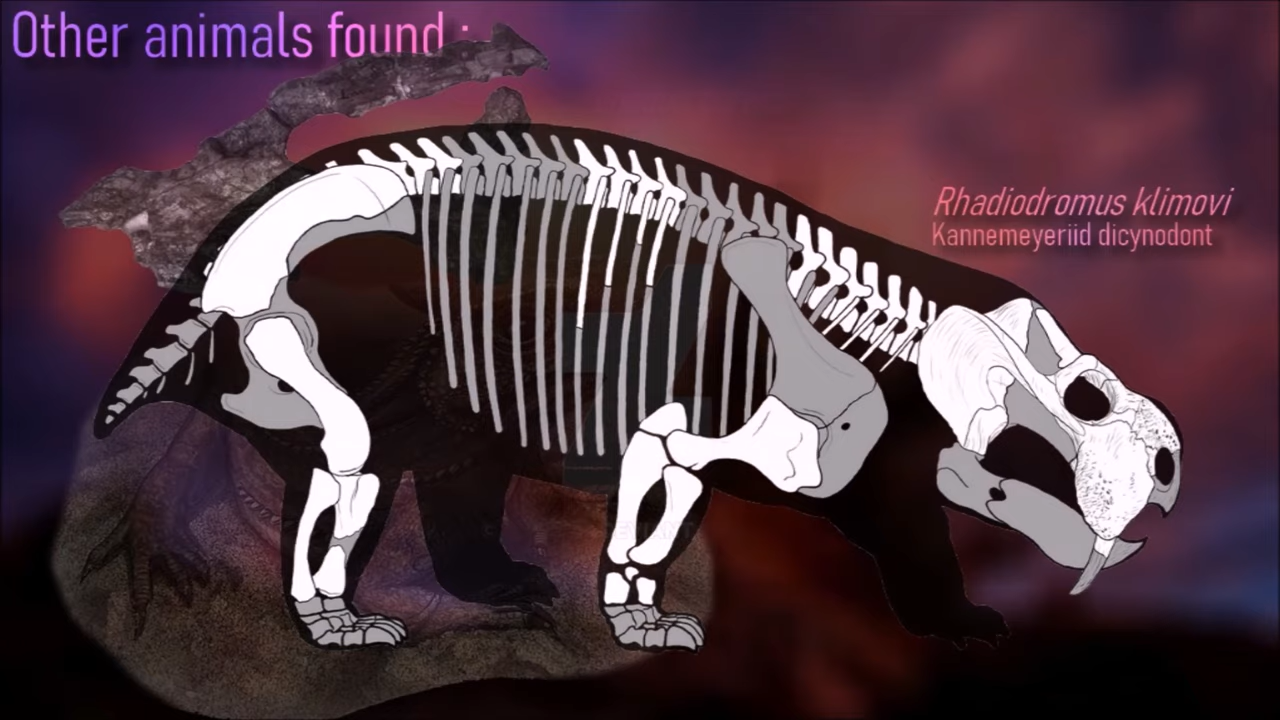 Other animals found :
Rhadiodromus klimovi
Kannemeyeriid dicynodont